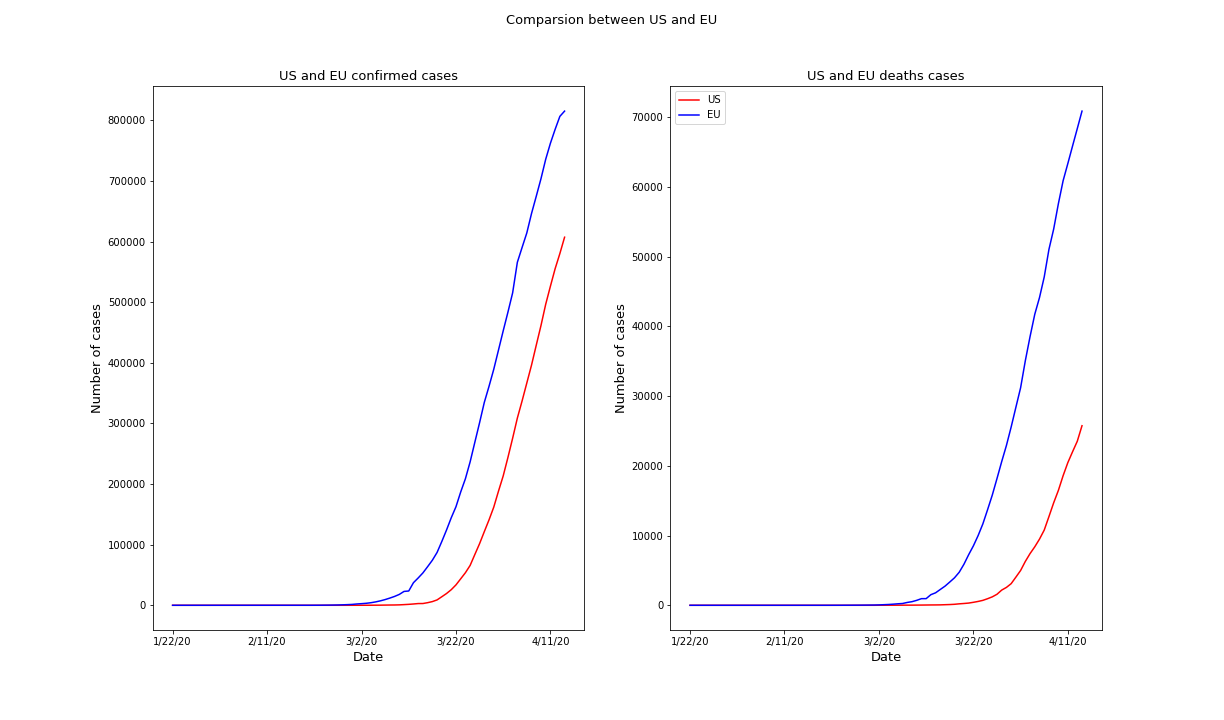 Comparsion between US and EU
US and EU confirmed cases
800000
700000
600000
500000
400000
300000
200000
100000
0
Number of cases
1/22/20 2/11/20 3/2/20 3/22/20 4/11/20
Date
US and EU deaths cases
US
EU
70000
60000
50000
40000
30000
20000
10000
0
Number of cases
1/22/20 2/11/20 3/2/20 3/22/20 4/11/20
Date